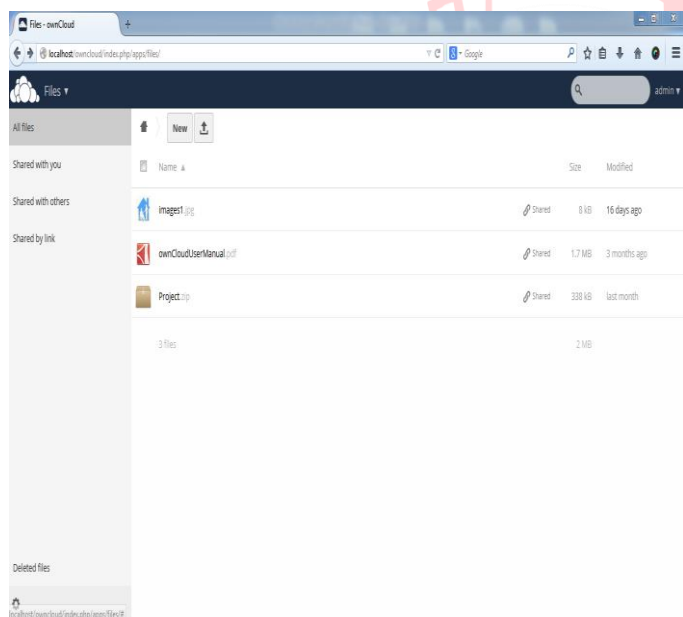 Files - ownCloud
localhost/owncloud/index.php/apps/files/
Google
Files
admin
All files
New
Shared with you
Name
Size
Modified
Shared with others
images1.jpg
Shared
8 kB
16 days ago
Shared by link
ownCloudUserManual.pdf
Shared
1.7 MB
3 months ago
Project.zip
Shared
338 kB
last month
3 files
2 MB
Deleted files
localhost/owncloud/index.php/apps/files/#